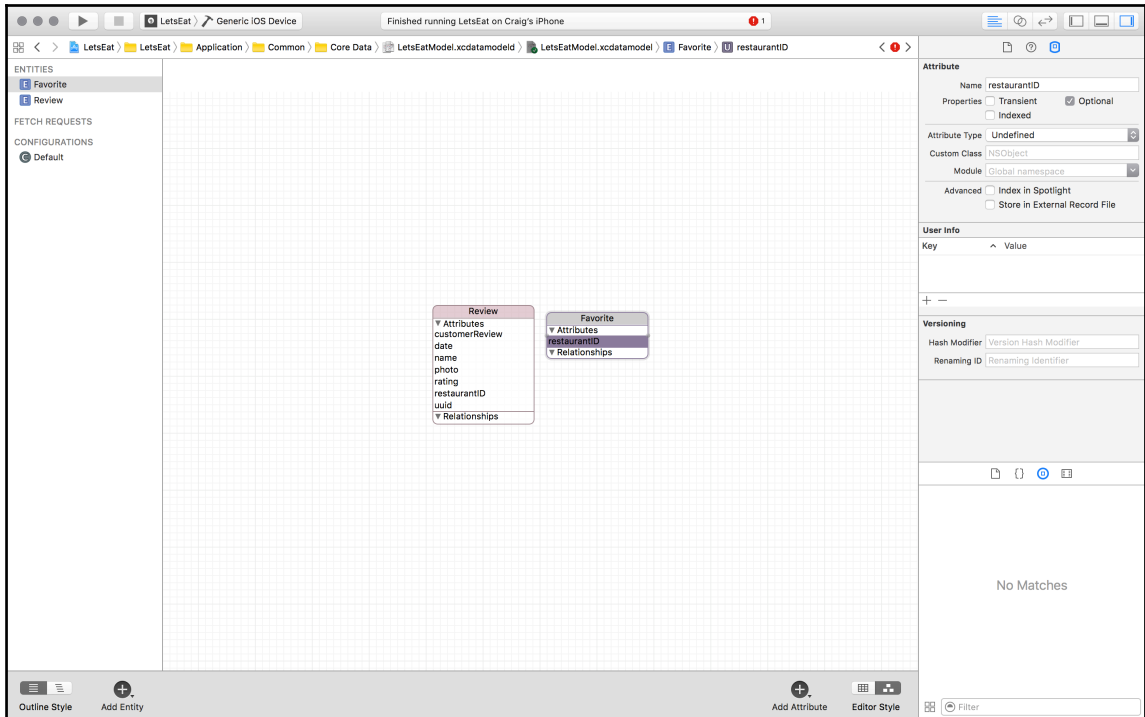 LetsEat Generic iOS Device
Finished running LetsEat on Craig's iPhone
1
LetsEat LetsEat Application Common Core Data LetsEatModel.xcdatamodeld LetsEatModel.xcdatamodel E Favorite U restaurantID
ENTITIES
E Favorite
E Review
FETCH REQUESTS
CONFIGURATIONS
C Default
Review
Attributes
customerReview
date
name
photo
rating
restaurantID
uuid
Relationships
Favorite
Attributes
restaurantID
Relationships
Outline Style
Add Entity
Add Attribute
Editor Style
Attribute
Name restaurantID
Properties Transient Optional
Indexed
Attribute Type Undefined
Custom Class NSObject
Module Global namespace
Advanced Index in Spotlight
Store in External Record File
User Info
Key Value
+ −
Versioning
Hash Modifier Version Hash Modifier
Renaming ID Renaming Identifier
{}
No Matches
Filter